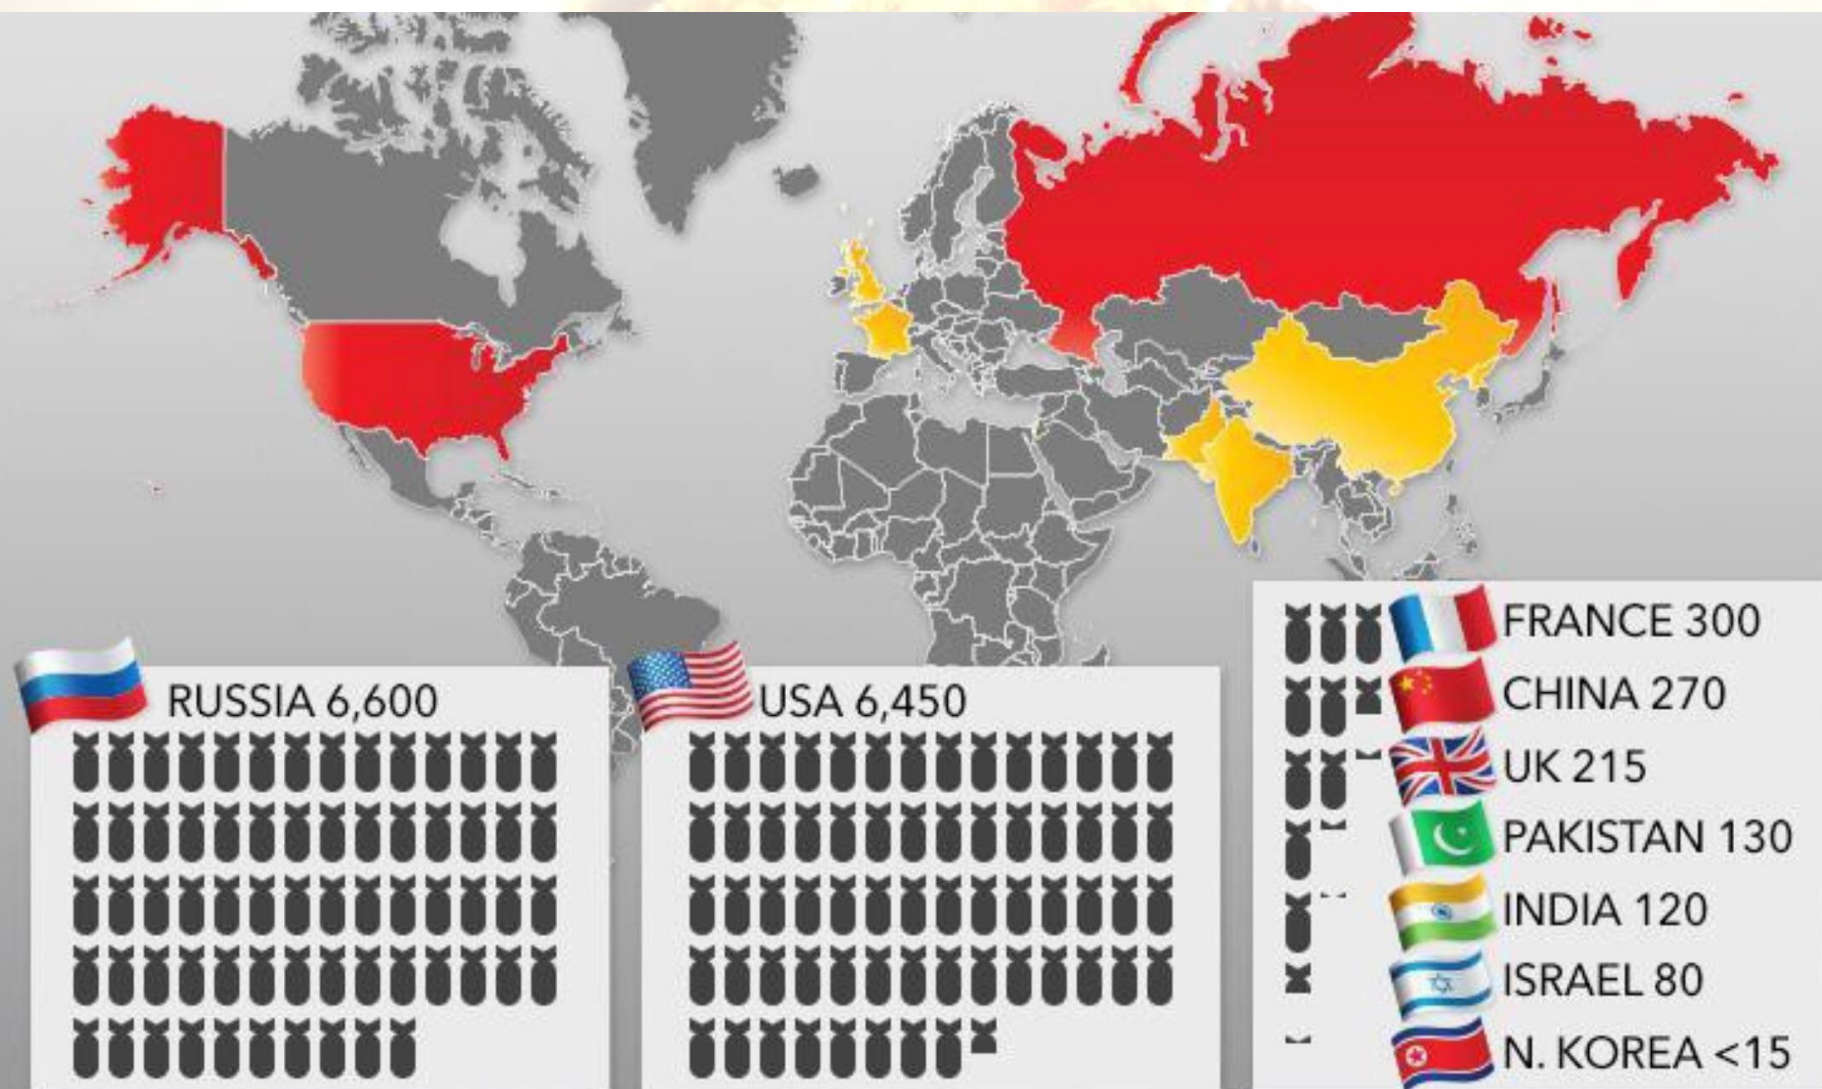 RUSSIA 6,600
USA 6,450
FRANCE 300
CHINA 270
UK 215
PAKISTAN 130
INDIA 120
ISRAEL 80
N. KOREA <15